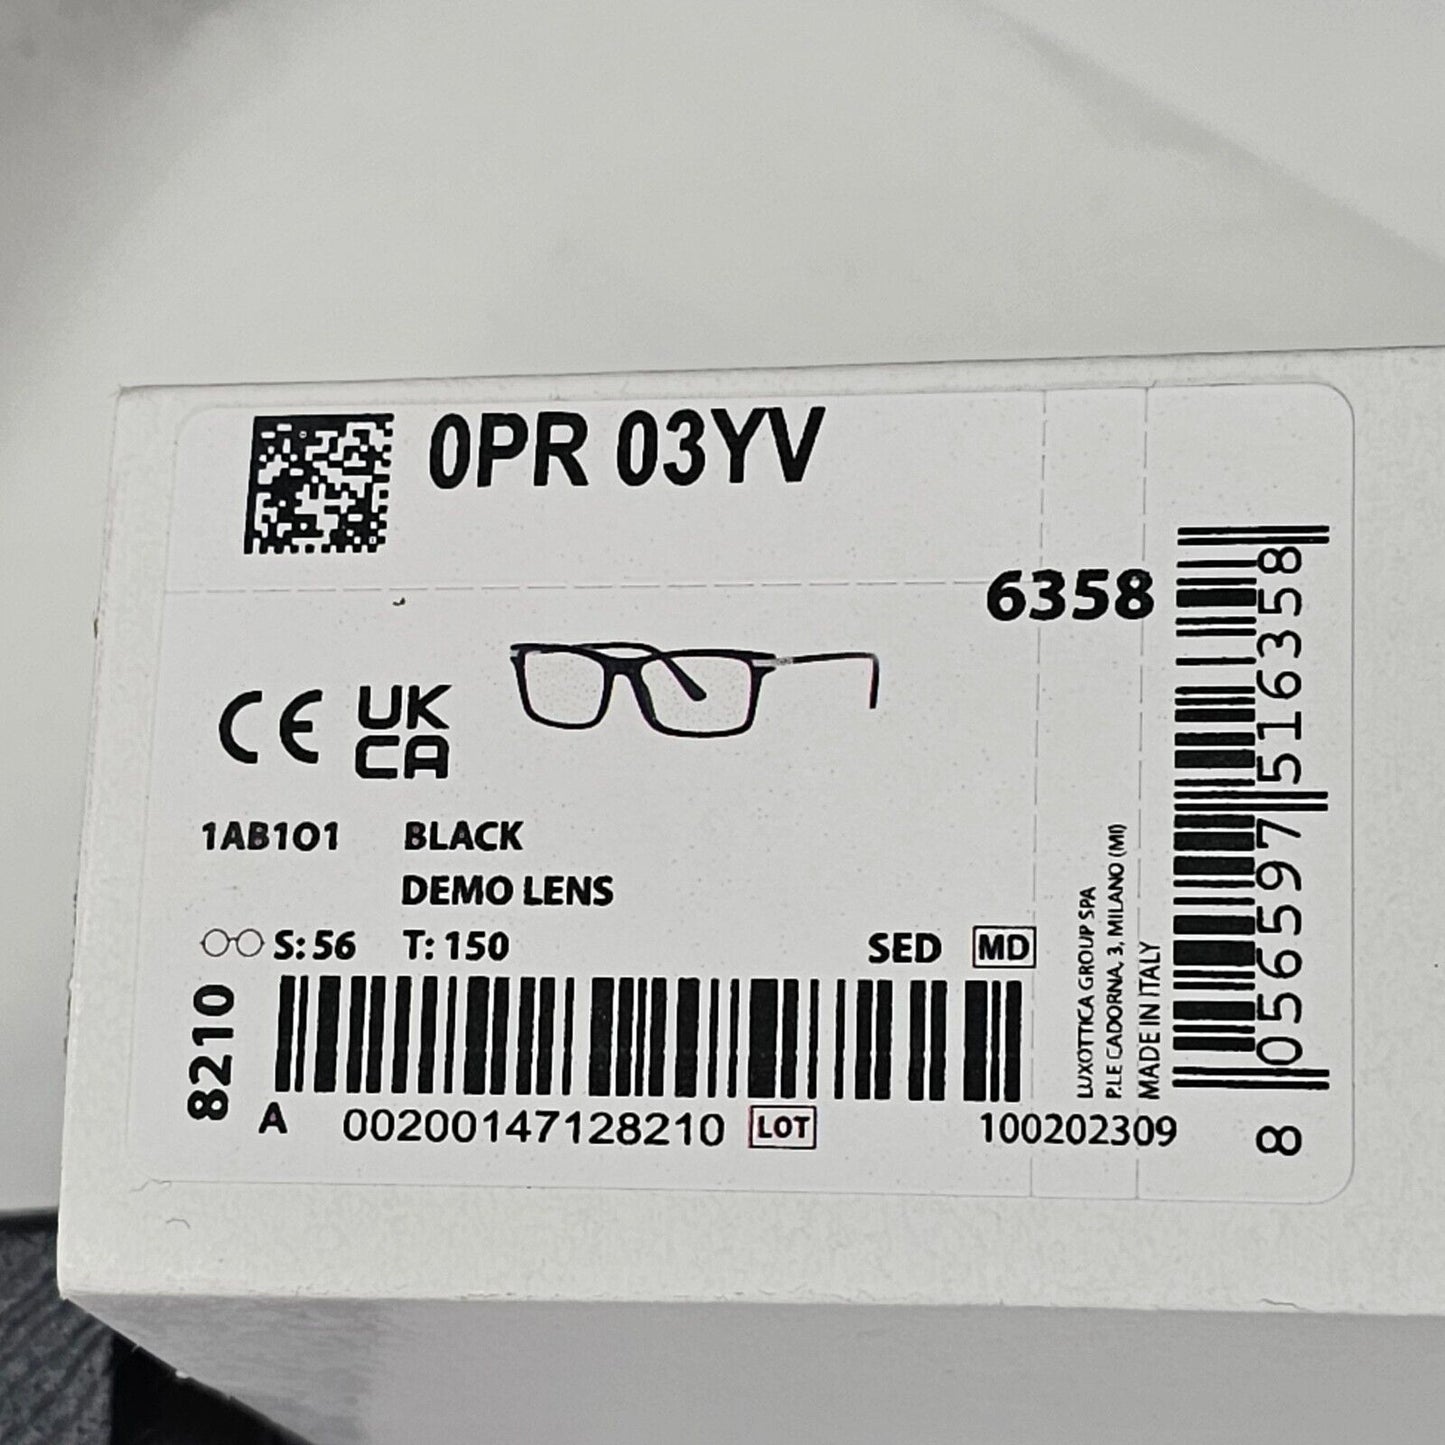 0PR 03YV
6358
CE UK
CA
1AB1O1 BLACK
DEMO LENS
S: 56 T: 150 SED MD
8210
A 00200147128210 LOT 100202309
LUXOTTICA GROUP SPA
P.LE CADORNA, 3, MILANO (MI)
MADE IN ITALY
8 056597 516358